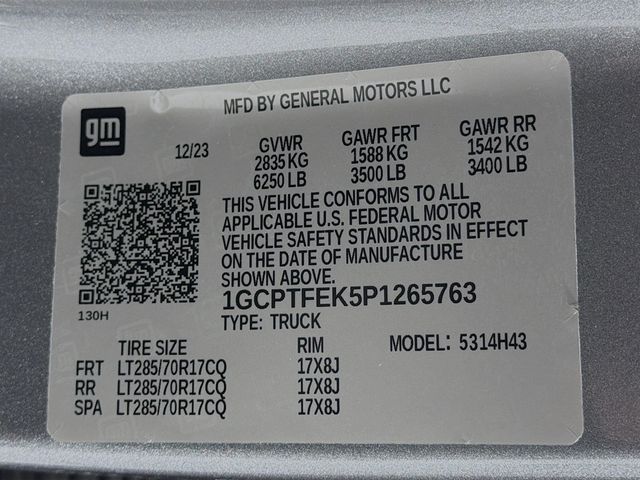 MFD BY GENERAL MOTORS LLC
gm
12/23
GVWR GAWR FRT GAWR RR
2835 KG 1588 KG 1542 KG
6250 LB 3500 LB 3400 LB
THIS VEHICLE CONFORMS TO ALL
APPLICABLE U.S. FEDERAL MOTOR
VEHICLE SAFETY STANDARDS IN EFFECT
ON THE DATE OF MANUFACTURE
SHOWN ABOVE.
1GCPTFEK5P1265763
130H
TYPE: TRUCK
TIRE SIZE RIM MODEL: 5314H43
FRT LT285/70R17CQ 17X8J
RR LT285/70R17CQ 17X8J
SPA LT285/70R17CQ 17X8J